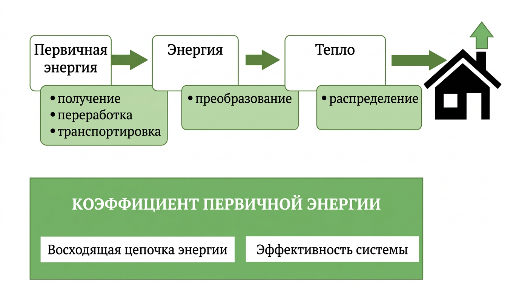 Первичная
энергия
Энергия
Тепло
• получение
• переработка
• транспортировка
• преобразование
• распределение
КОЭФФИЦИЕНТ ПЕРВИЧНОЙ ЭНЕРГИИ
Восходящая цепочка энергии
Эффективность системы